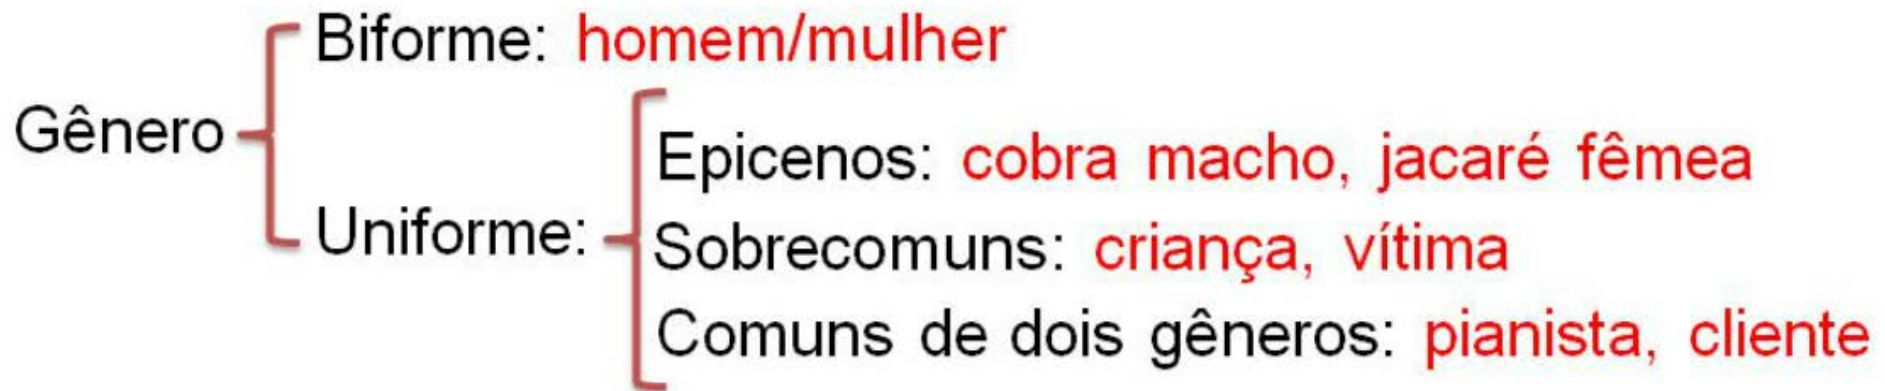 Biforme: homem/mulher
Gênero
Epicenos: cobra macho, jacaré fêmea
Uniforme:
Sobrecomuns: criança, vítima
Comuns de dois gêneros: pianista, cliente